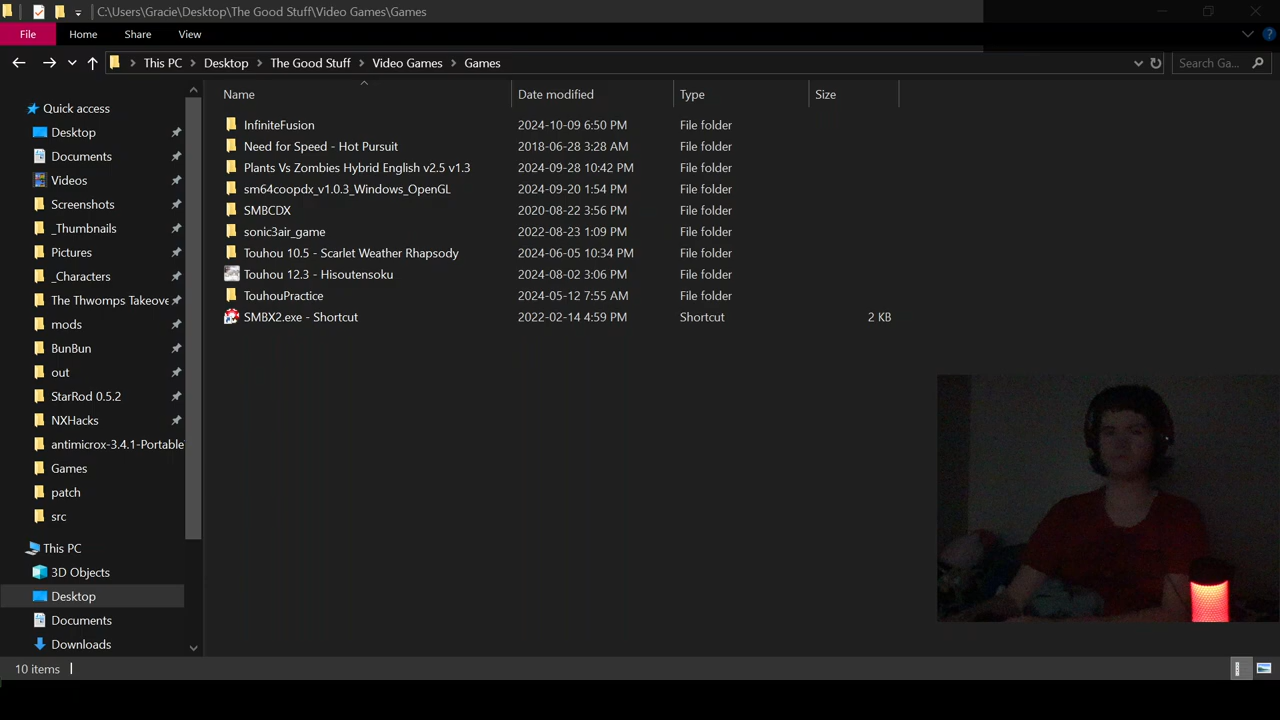 C:\Users\Gracie\Desktop\The Good Stuff\Video Games\Games
File Home Share View
This PC Desktop The Good Stuff Video Games Games Search Ga...
Name Date modified Type Size
Quick access
Desktop
Documents
Videos
Screenshots
_Thumbnails
Pictures
_Characters
The Thwomps Takeove
mods
BunBun
out
StarRod 0.5.2
NXHacks
antimicrox-3.4.1-Portable
Games
patch
src
This PC
3D Objects
Desktop
Documents
Downloads
InfiniteFusion 2024-10-09 6:50 PM File folder
Need for Speed - Hot Pursuit 2018-06-28 3:28 AM File folder
Plants Vs Zombies Hybrid English v2.5 v1.3 2024-09-28 10:42 PM File folder
sm64coopdx_v1.0.3_Windows_OpenGL 2024-09-20 1:54 PM File folder
SMBCDX 2020-08-22 3:56 PM File folder
sonic3air_game 2022-08-23 1:09 PM File folder
Touhou 10.5 - Scarlet Weather Rhapsody 2024-06-05 10:34 PM File folder
Touhou 12.3 - Hisoutensoku 2024-08-02 3:06 PM File folder
TouhouPractice 2024-05-12 7:55 AM File folder
SMBX2.exe - Shortcut 2022-02-14 4:59 PM Shortcut 2 KB
10 items